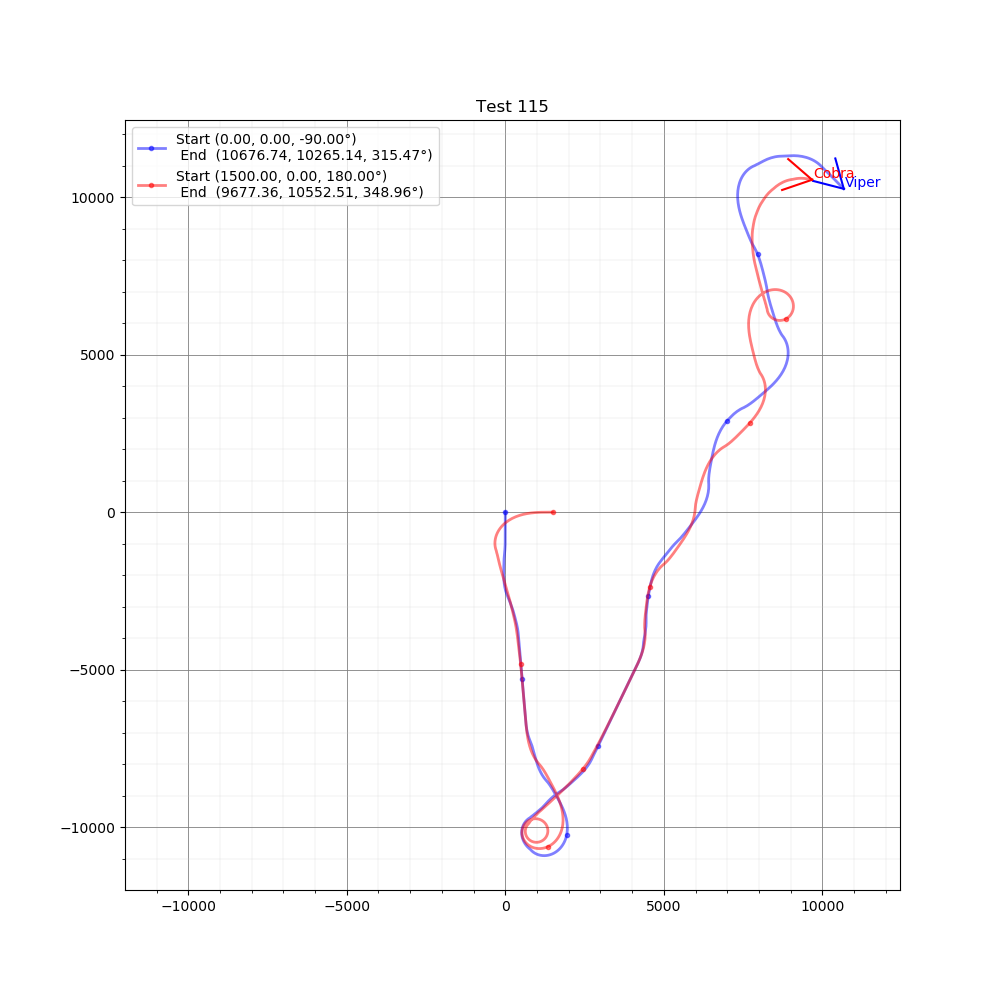 Test 115
Start (0.00, 0.00, -90.00°)
End (10676.74, 10265.14, 315.47°)
Start (1500.00, 0.00, 180.00°)
End (9677.36, 10552.51, 348.96°)
Cobra
Viper
10000
5000
0
−5000
−10000
−10000 −5000 0 5000 10000